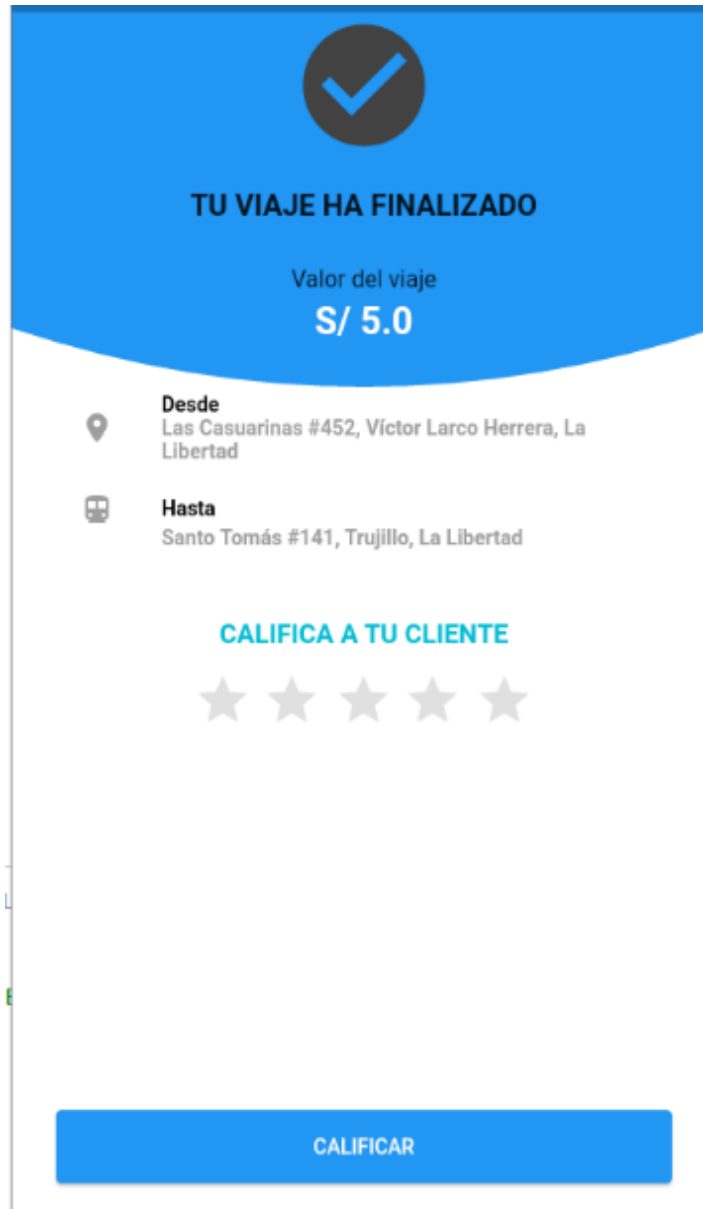 TU VIAJE HA FINALIZADO
Valor del viaje
S/ 5.0
Desde
Las Casuarinas #452, Víctor Larco Herrera, La
Libertad
Hasta
Santo Tomás #141, Trujillo, La Libertad
CALIFICA A TU CLIENTE
CALIFICAR